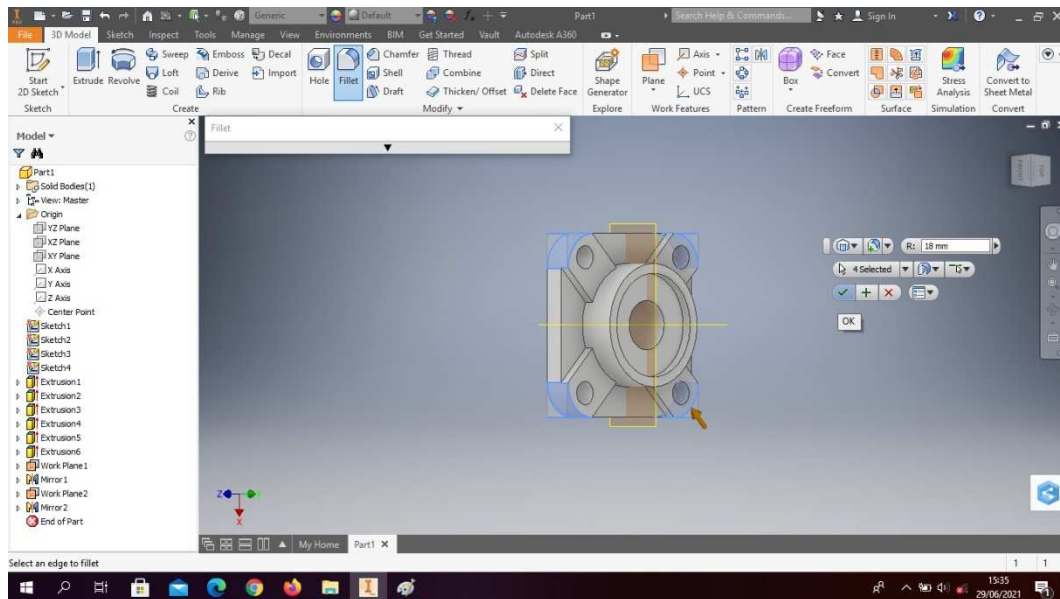 Generic
Default
Part1
Search Help & Commands...
Sign In
File 3D Model Sketch Inspect Tools Manage View Environments BIM Get Started Vault Autodesk A360
Start 2D Sketch
Extrude
Revolve
Sweep Emboss Decal
Loft Derive Import
Coil Rib
Hole
Fillet
Chamfer Thread Split
Shell Combine Direct
Draft Thicken/ Offset Delete Face
Shape Generator
Plane
Axis
Point
UCS
Box
Face
Convert
Stress Analysis
Convert to Sheet Metal
Sketch Create Modify Explore Work Features Pattern Create Freeform Surface Simulation Convert
Model
Part1
Solid Bodies(1)
View: Master
Origin
YZ Plane
XZ Plane
XY Plane
X Axis
Y Axis
Z Axis
Center Point
Sketch1
Sketch2
Sketch3
Sketch4
Extrusion1
Extrusion2
Extrusion3
Extrusion4
Extrusion5
Extrusion6
Work Plane1
Mirror1
Work Plane2
Mirror2
End of Part
Fillet
FRONT
TOP
R: 18 mm
4 Selected
OK
Z
X
My Home Part1
Select an edge to fillet
1 1
15:35
29/06/2021